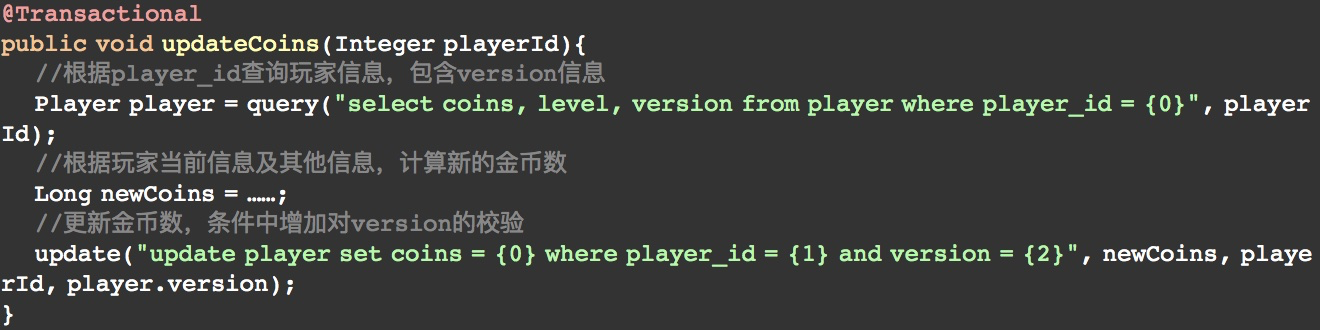 @Transactional
public void updateCoins(Integer playerId){
//根据player_id查询玩家信息，包含version信息
Player player = query("select coins, level, version from player where player_id = {0}", player
Id);
//根据玩家当前信息及其他信息，计算新的金币数
Long newCoins = ……;
//更新金币数，条件中增加对version的校验
update("update player set coins = {0} where player_id = {1} and version = {2}", newCoins, playe
rId, player.version);
}